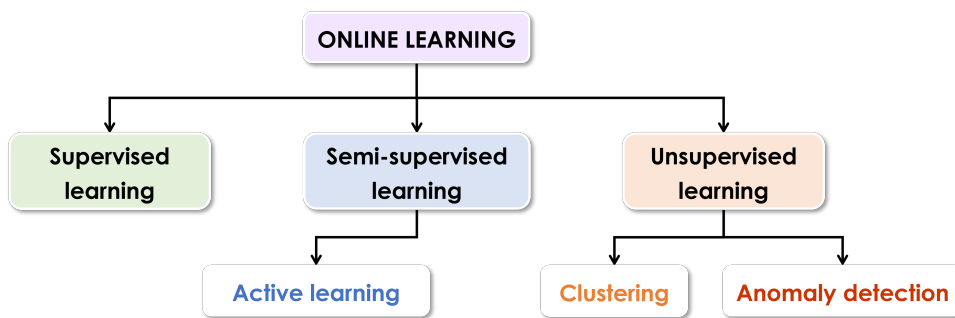 ONLINE LEARNING
Supervised
learning
Semi-supervised
learning
Unsupervised
learning
Active learning
Clustering
Anomaly detection